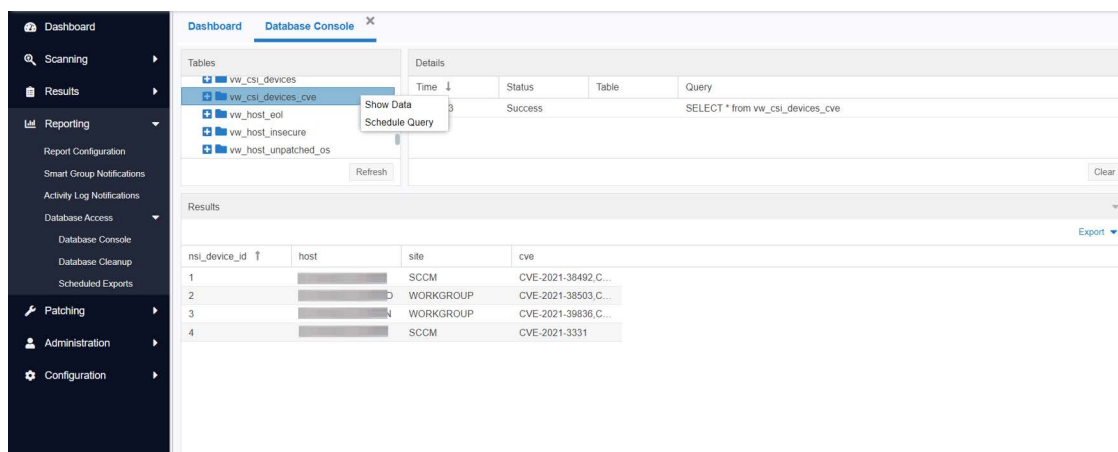 Dashboard
Scanning
Results
Reporting
Report Configuration
Smart Group Notifications
Activity Log Notifications
Database Access
Database Console
Database Cleanup
Scheduled Exports
Patching
Administration
Configuration
Dashboard Database Console
Tables
vw_csi_devices
vw_csi_devices_cve
vw_host_eol
vw_host_insecure
vw_host_unpatched_os
Refresh
Show Data
Schedule Query
Details
Time Status Table Query
3 Success SELECT * from vw_csi_devices_cve
Clear
Results
Export
nsi_device_id host site cve
1 SCCM CVE-2021-38492,C...
2 D WORKGROUP CVE-2021-38503,C...
3 N WORKGROUP CVE-2021-39836,C...
4 SCCM CVE-2021-3331